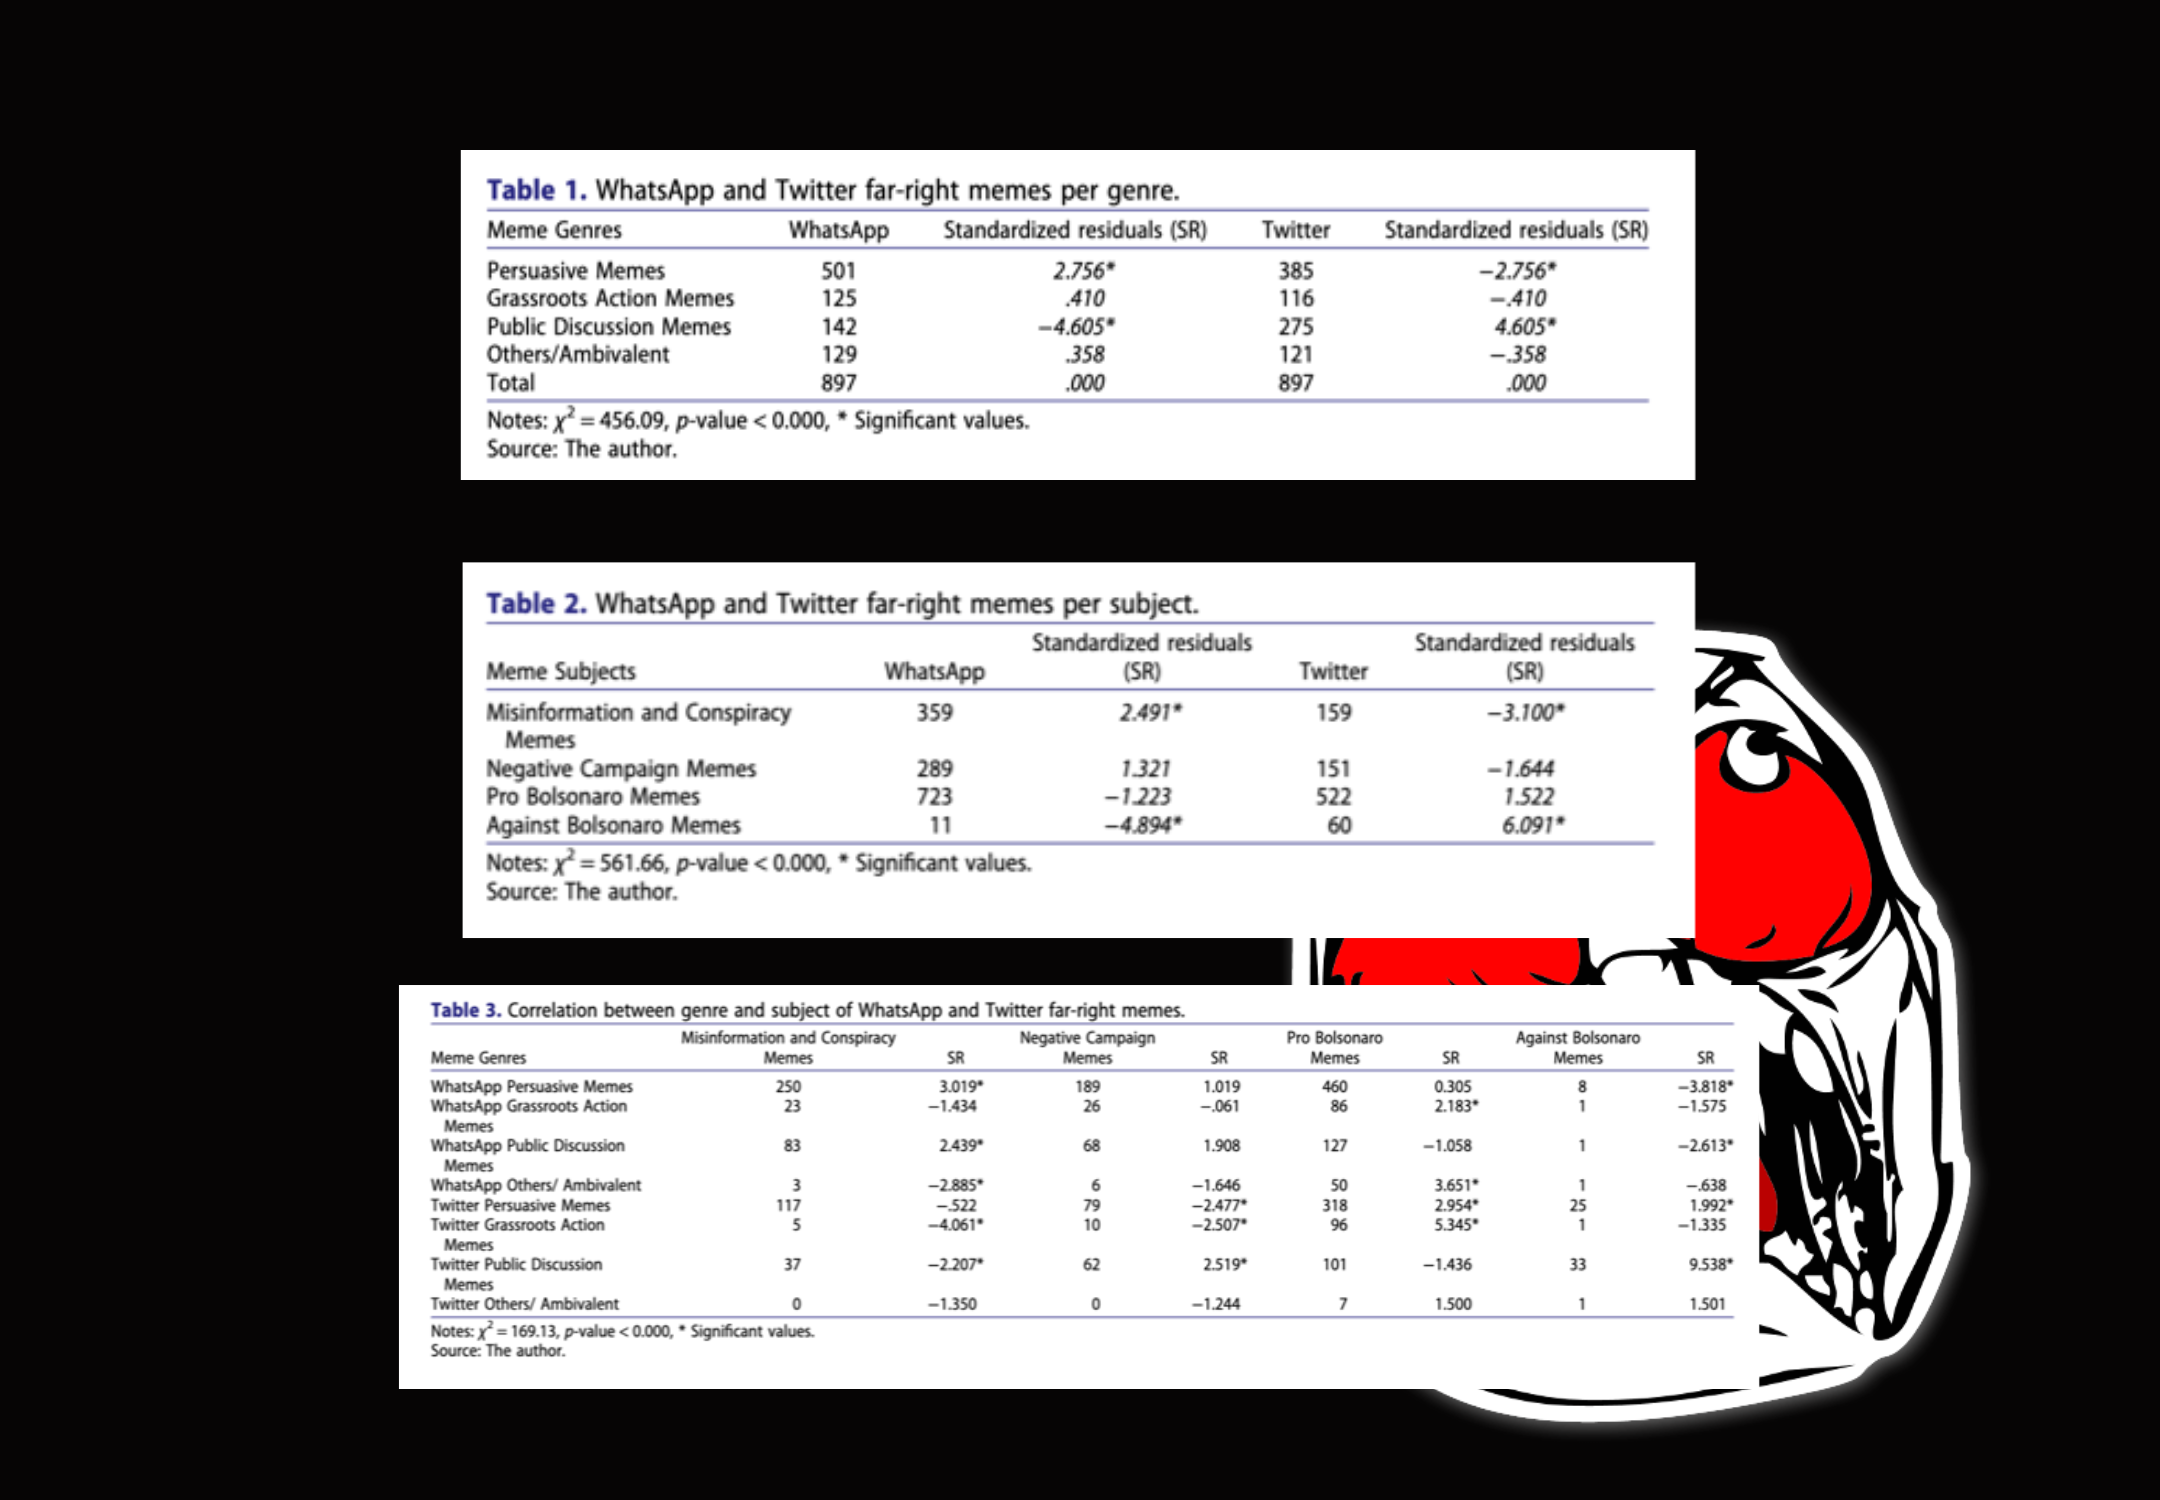 Table 1. WhatsApp and Twitter far-right memes per genre.
Meme Genres WhatsApp Standardized residuals (SR) Twitter Standardized residuals (SR)
Persuasive Memes 501 2.756* 385 −2.756*
Grassroots Action Memes 125 .410 116 −.410
Public Discussion Memes 142 −4.605* 275 4.605*
Others/Ambivalent 129 .358 121 −.358
Total 897 .000 897 .000
Notes: χ² = 456.09, p-value < 0.000, * Significant values.
Source: The author.
Table 2. WhatsApp and Twitter far-right memes per subject.
Standardized residuals Standardized residuals
Meme Subjects WhatsApp (SR) Twitter (SR)
Misinformation and Conspiracy 359 2.491* 159 −3.100*
Memes
Negative Campaign Memes 289 1.321 151 −1.644
Pro Bolsonaro Memes 723 −1.223 522 1.522
Against Bolsonaro Memes 11 −4.894* 60 6.091*
Notes: χ² = 561.66, p-value < 0.000, * Significant values.
Source: The author.
Table 3. Correlation between genre and subject of WhatsApp and Twitter far-right memes.
Misinformation and Conspiracy Negative Campaign Pro Bolsonaro Against Bolsonaro
Meme Genres Memes SR Memes SR Memes SR Memes SR
WhatsApp Persuasive Memes 250 3.019* 189 1.019 460 0.305 8 −3.818*
WhatsApp Grassroots Action 23 −1.434 26 −.061 86 2.183* 1 −1.575
Memes
WhatsApp Public Discussion 83 2.439* 68 1.908 127 −1.058 1 −2.613*
Memes
WhatsApp Others/ Ambivalent 3 −2.885* 6 −1.646 50 3.651* 1 −.638
Twitter Persuasive Memes 117 −.522 79 −2.477* 318 2.954* 25 1.992*
Twitter Grassroots Action 5 −4.061* 10 −2.507* 96 5.345* 1 −1.335
Memes
Twitter Public Discussion 37 −2.207* 62 2.519* 101 −1.436 33 9.538*
Memes
Twitter Others/ Ambivalent 0 −1.350 0 −1.244 7 1.500 1 1.501
Notes: χ² = 169.13, p-value < 0.000, * Significant values.
Source: The author.